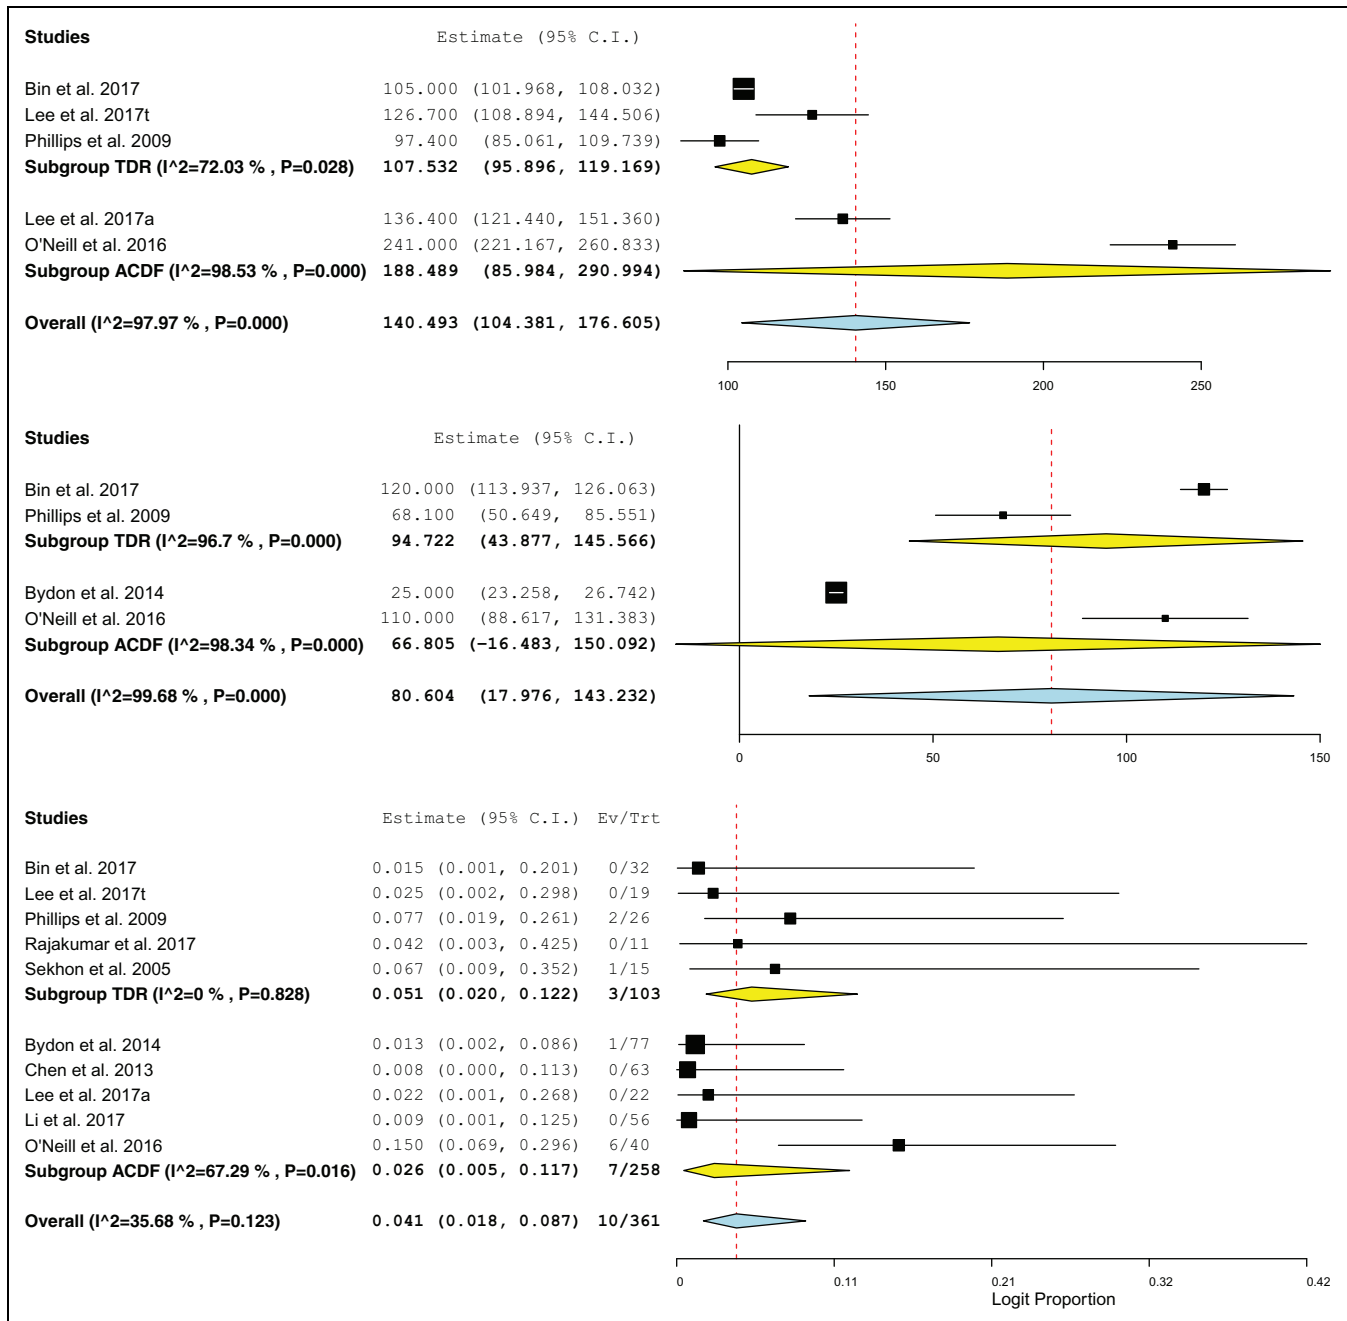 Studies Estimate (95% C.I.)
Bin et al. 2017 105.000 (101.968, 108.032)
Lee et al. 2017t 126.700 (108.894, 144.506)
Phillips et al. 2009 97.400 (85.061, 109.739)
Subgroup TDR (I^2=72.03 % , P=0.028) 107.532 (95.896, 119.169)
Lee et al. 2017a 136.400 (121.440, 151.360)
O'Neill et al. 2016 241.000 (221.167, 260.833)
Subgroup ACDF (I^2=98.53 % , P=0.000) 188.489 (85.984, 290.994)
Overall (I^2=97.97 % , P=0.000) 140.493 (104.381, 176.605)
100 150 200 250
Studies Estimate (95% C.I.)
Bin et al. 2017 120.000 (113.937, 126.063)
Phillips et al. 2009 68.100 (50.649, 85.551)
Subgroup TDR (I^2=96.7 % , P=0.000) 94.722 (43.877, 145.566)
Bydon et al. 2014 25.000 (23.258, 26.742)
O'Neill et al. 2016 110.000 (88.617, 131.383)
Subgroup ACDF (I^2=98.34 % , P=0.000) 66.805 (−16.483, 150.092)
Overall (I^2=99.68 % , P=0.000) 80.604 (17.976, 143.232)
0 50 100 150
Studies Estimate (95% C.I.) Ev/Trt
Bin et al. 2017 0.015 (0.001, 0.201) 0/32
Lee et al. 2017t 0.025 (0.002, 0.298) 0/19
Phillips et al. 2009 0.077 (0.019, 0.261) 2/26
Rajakumar et al. 2017 0.042 (0.003, 0.425) 0/11
Sekhon et al. 2005 0.067 (0.009, 0.352) 1/15
Subgroup TDR (I^2=0 % , P=0.828) 0.051 (0.020, 0.122) 3/103
Bydon et al. 2014 0.013 (0.002, 0.086) 1/77
Chen et al. 2013 0.008 (0.000, 0.113) 0/63
Lee et al. 2017a 0.022 (0.001, 0.268) 0/22
Li et al. 2017 0.009 (0.001, 0.125) 0/56
O'Neill et al. 2016 0.150 (0.069, 0.296) 6/40
Subgroup ACDF (I^2=67.29 % , P=0.016) 0.026 (0.005, 0.117) 7/258
Overall (I^2=35.68 % , P=0.123) 0.041 (0.018, 0.087) 10/361
0 0.11 0.21 0.32 0.42
Logit Proportion